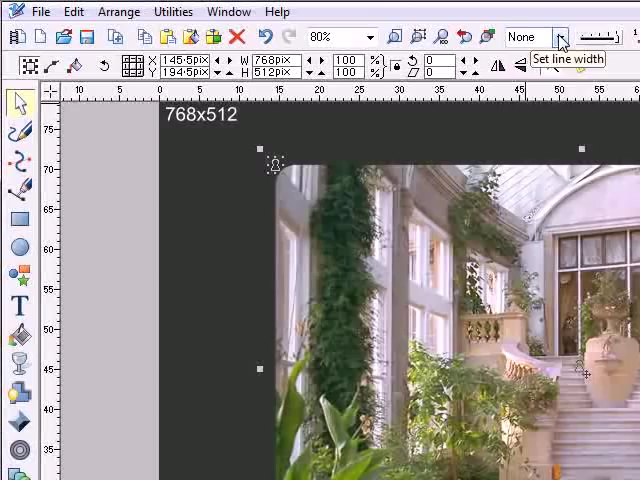 File Edit Arrange Utilities Window Help
80% None
Set line width
X 145·5pix W 768pix 100 0
Y 194·5pix H 512pix 100 0
10 5 0 5 10 15 20 25 30 35 40 45 50 55
768x512
75
70
65
60
55
50
T
45
40
35